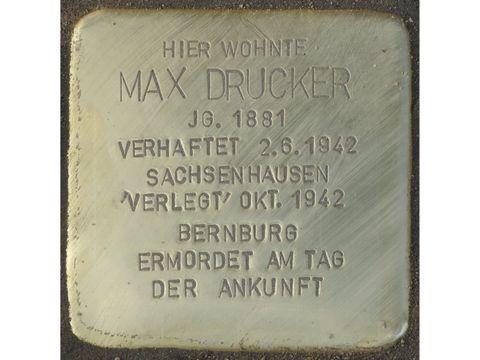 HIER WOHNTE
MAX DRUCKER
JG. 1881
VERHAFTET 2.6.1942
SACHSENHAUSEN
'VERLEGT' OKT. 1942
BERNBURG
ERMORDET AM TAG
DER ANKUNFT